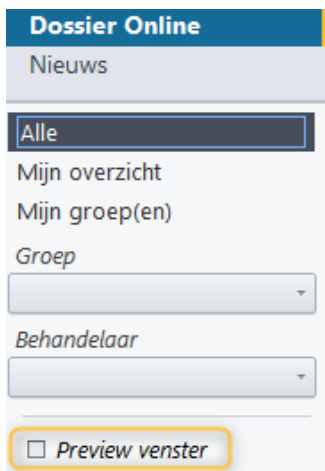 Dossier Online
Nieuws
Alle
Mijn overzicht
Mijn groep(en)
Groep
Behandelaar
Preview venster